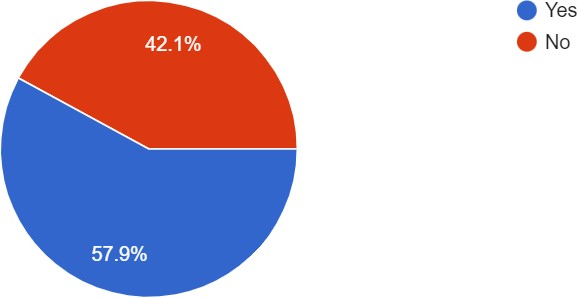 Yes
No
42.1%
57.9%